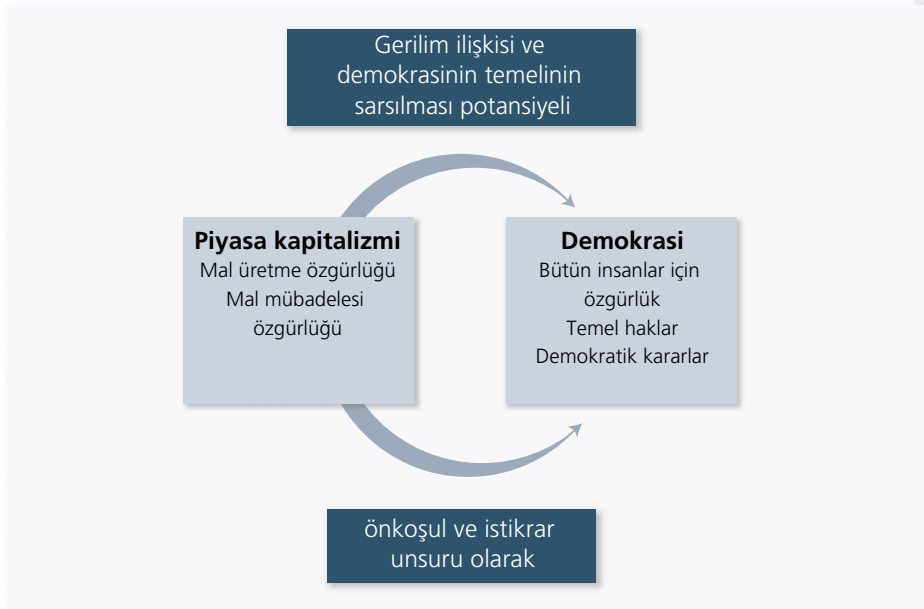 Gerilim ilişkisi ve
demokrasinin temelinin
sarsılması potansiyeli
Piyasa kapitalizmi
Mal üretme özgürlüğü
Mal mübadelesi
özgürlüğü
Demokrasi
Bütün insanlar için
özgürlük
Temel haklar
Demokratik kararlar
önkoşul ve istikrar
unsuru olarak